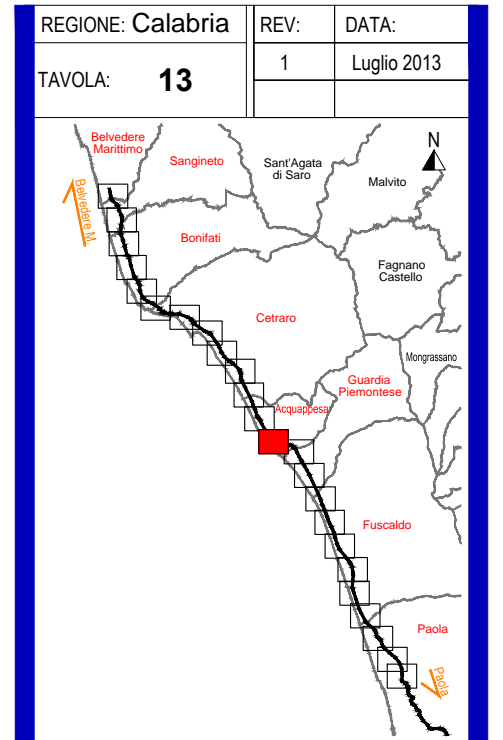 REGIONE: Calabria
REV:
DATA:
TAVOLA: 13
1
Luglio 2013
Belvedere
Marittimo
Sangineto
Sant'Agata
di Saro
Malvito
N
Belvedere M.
Bonifati
Fagnano
Castello
Cetraro
Mongrassano
Guardia
Piemontese
Acquappesa
Fuscaldo
Paola
Paola